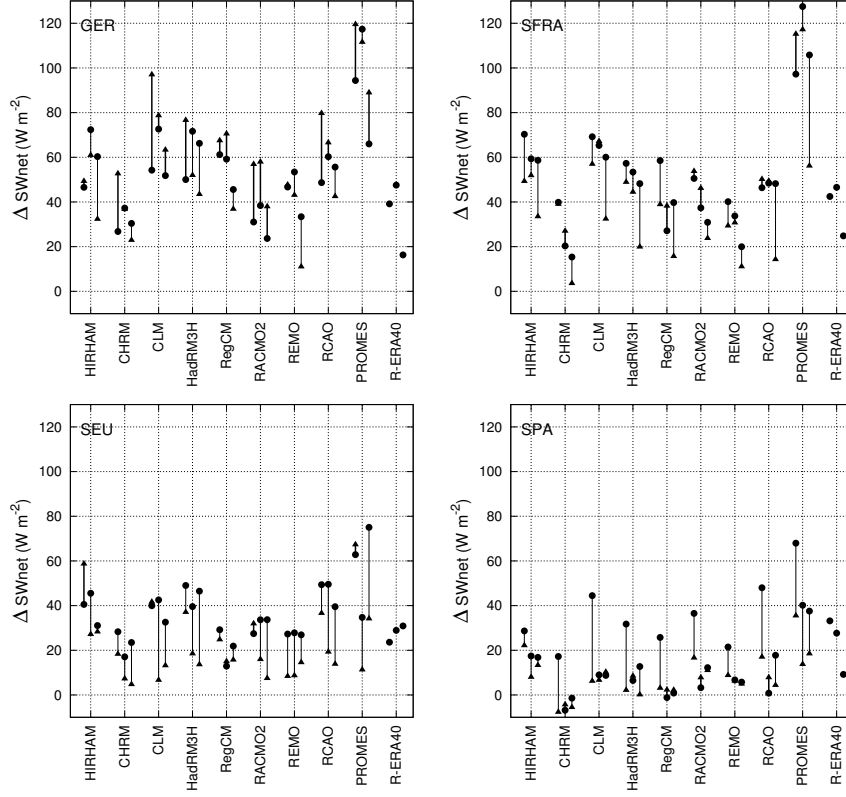 GER
Δ SWnet (W m-2)
120
100
80
60
40
20
0
HIRHAM
CHRM
CLM
HadRM3H
RegCM
RACMO2
REMO
RCAO
PROMES
R-ERA40
SFRA
Δ SWnet (W m-2)
120
100
80
60
40
20
0
HIRHAM
CHRM
CLM
HadRM3H
RegCM
RACMO2
REMO
RCAO
PROMES
R-ERA40
SEU
Δ SWnet (W m-2)
120
100
80
60
40
20
0
HIRHAM
CHRM
CLM
HadRM3H
RegCM
RACMO2
REMO
RCAO
PROMES
R-ERA40
SPA
Δ SWnet (W m-2)
120
100
80
60
40
20
0
HIRHAM
CHRM
CLM
HadRM3H
RegCM
RACMO2
REMO
RCAO
PROMES
R-ERA40